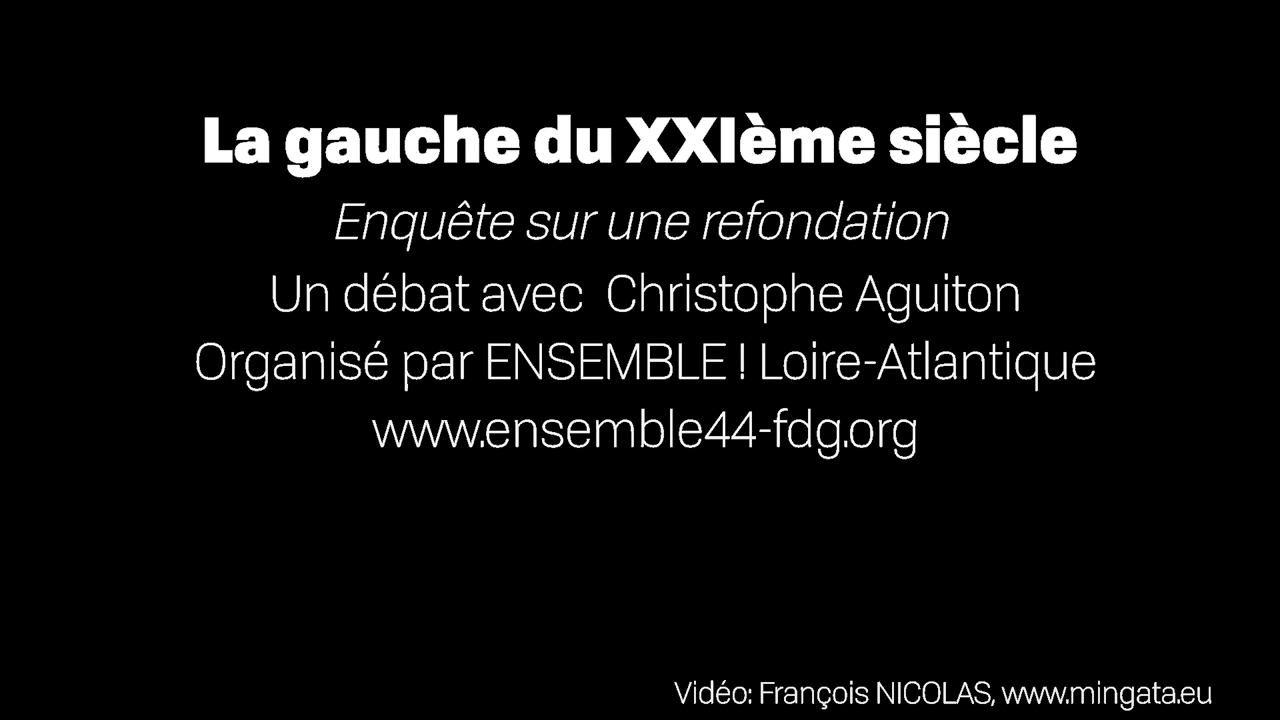 La gauche du XXIème siècle
Enquête sur une refondation
Un débat avec Christophe Aguiton
Organisé par ENSEMBLE ! Loire-Atlantique
www.ensemble44-fdg.org
Vidéo: François NICOLAS, www.mingata.eu